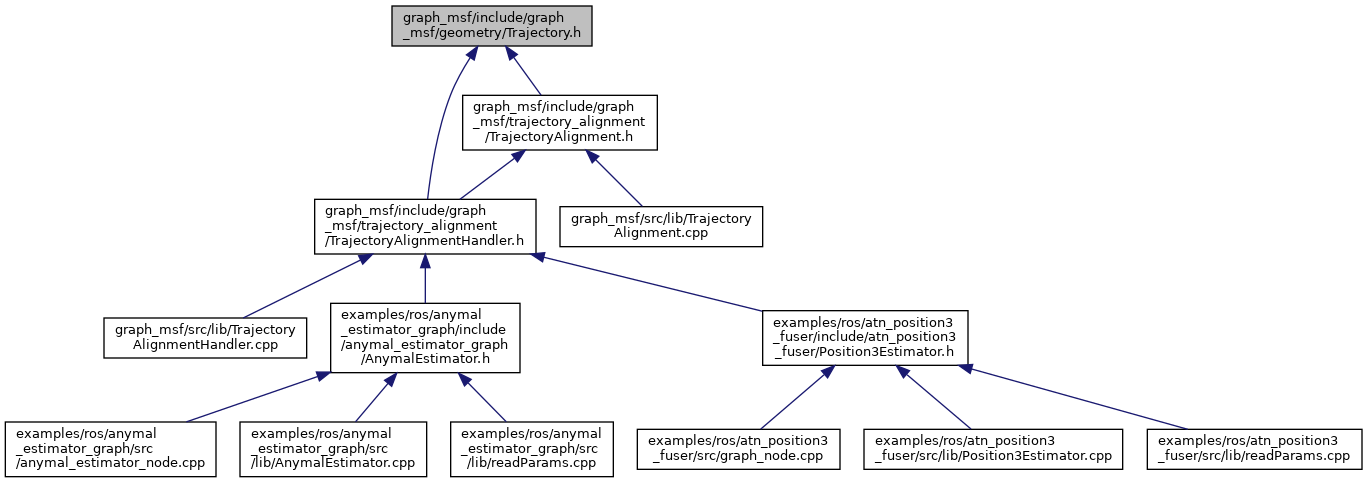 graph_msf/include/graph
_msf/geometry/Trajectory.h
graph_msf/include/graph
_msf/trajectory_alignment
/TrajectoryAlignment.h
graph_msf/include/graph
_msf/trajectory_alignment
/TrajectoryAlignmentHandler.h
graph_msf/src/lib/Trajectory
Alignment.cpp
graph_msf/src/lib/Trajectory
AlignmentHandler.cpp
examples/ros/anymal
_estimator_graph/include
/anymal_estimator_graph
/AnymalEstimator.h
examples/ros/atn_position3
_fuser/include/atn_position3
_fuser/Position3Estimator.h
examples/ros/anymal
_estimator_graph/src
/anymal_estimator_node.cpp
examples/ros/anymal
_estimator_graph/src
/lib/AnymalEstimator.cpp
examples/ros/anymal
_estimator_graph/src
/lib/readParams.cpp
examples/ros/atn_position3
_fuser/src/graph_node.cpp
examples/ros/atn_position3
_fuser/src/lib/Position3Estimator.cpp
examples/ros/atn_position3
_fuser/src/lib/readParams.cpp